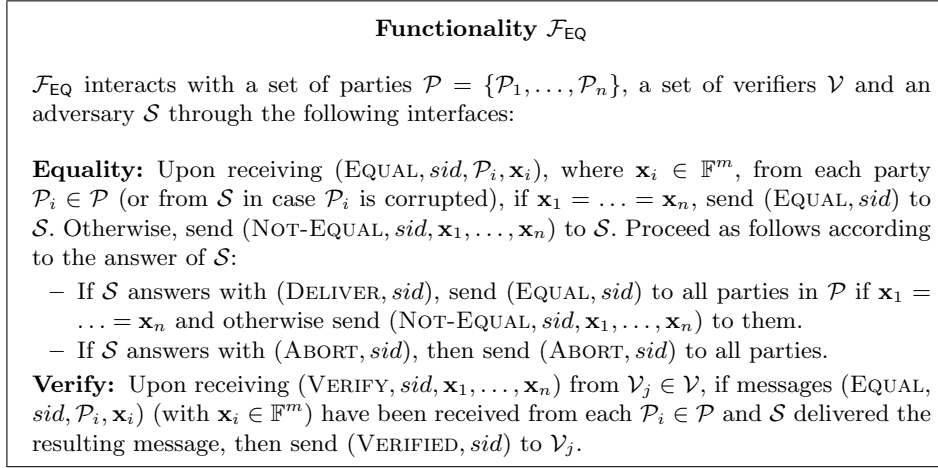 Functionality 𝓕_EQ
𝓕_EQ interacts with a set of parties 𝒫 = {𝒫_1, . . . , 𝒫_n}, a set of verifiers 𝒱 and an
adversary 𝒮 through the following interfaces:
Equality: Upon receiving (EQUAL, sid, 𝒫_i, x_i), where x_i ∈ 𝔽^m, from each party
𝒫_i ∈ 𝒫 (or from 𝒮 in case 𝒫_i is corrupted), if x_1 = . . . = x_n, send (EQUAL, sid) to
𝒮. Otherwise, send (NOT-EQUAL, sid, x_1, . . . , x_n) to 𝒮. Proceed as follows according
to the answer of 𝒮:
– If 𝒮 answers with (DELIVER, sid), send (EQUAL, sid) to all parties in 𝒫 if x_1 =
. . . = x_n and otherwise send (NOT-EQUAL, sid, x_1, . . . , x_n) to them.
– If 𝒮 answers with (ABORT, sid), then send (ABORT, sid) to all parties.
Verify: Upon receiving (VERIFY, sid, x_1, . . . , x_n) from 𝒱_j ∈ 𝒱, if messages (EQUAL,
sid, 𝒫_i, x_i) (with x_i ∈ 𝔽^m) have been received from each 𝒫_i ∈ 𝒫 and 𝒮 delivered the
resulting message, then send (VERIFIED, sid) to 𝒱_j.